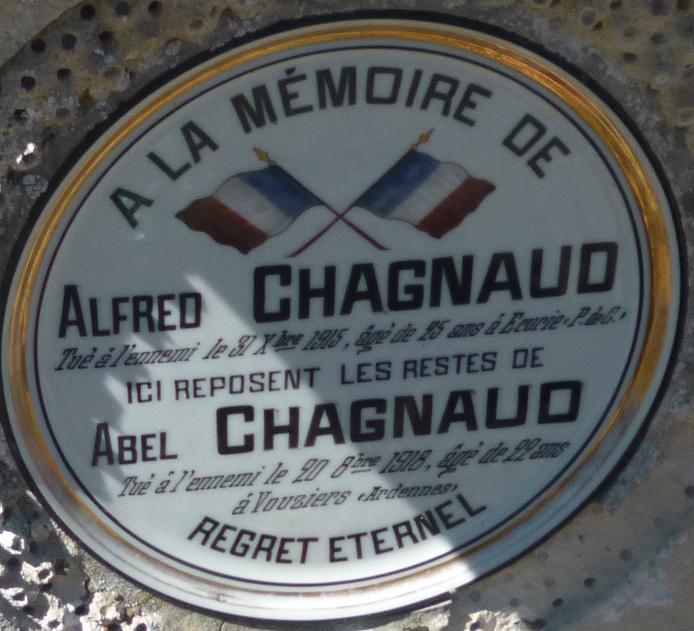 A LA MÉMOIRE DE
ALFRED CHAGNAUD
Tué à l'ennemi le 31 Xbre 1915, âgé de 25 ans à Ecurie «P. de C.»
ICI REPOSENT LES RESTES DE
ABEL CHAGNAUD
Tué à l'ennemi le 20 8bre 1918, âgé de 22 ans
à Vouziers «Ardennes»
REGRET ETERNEL